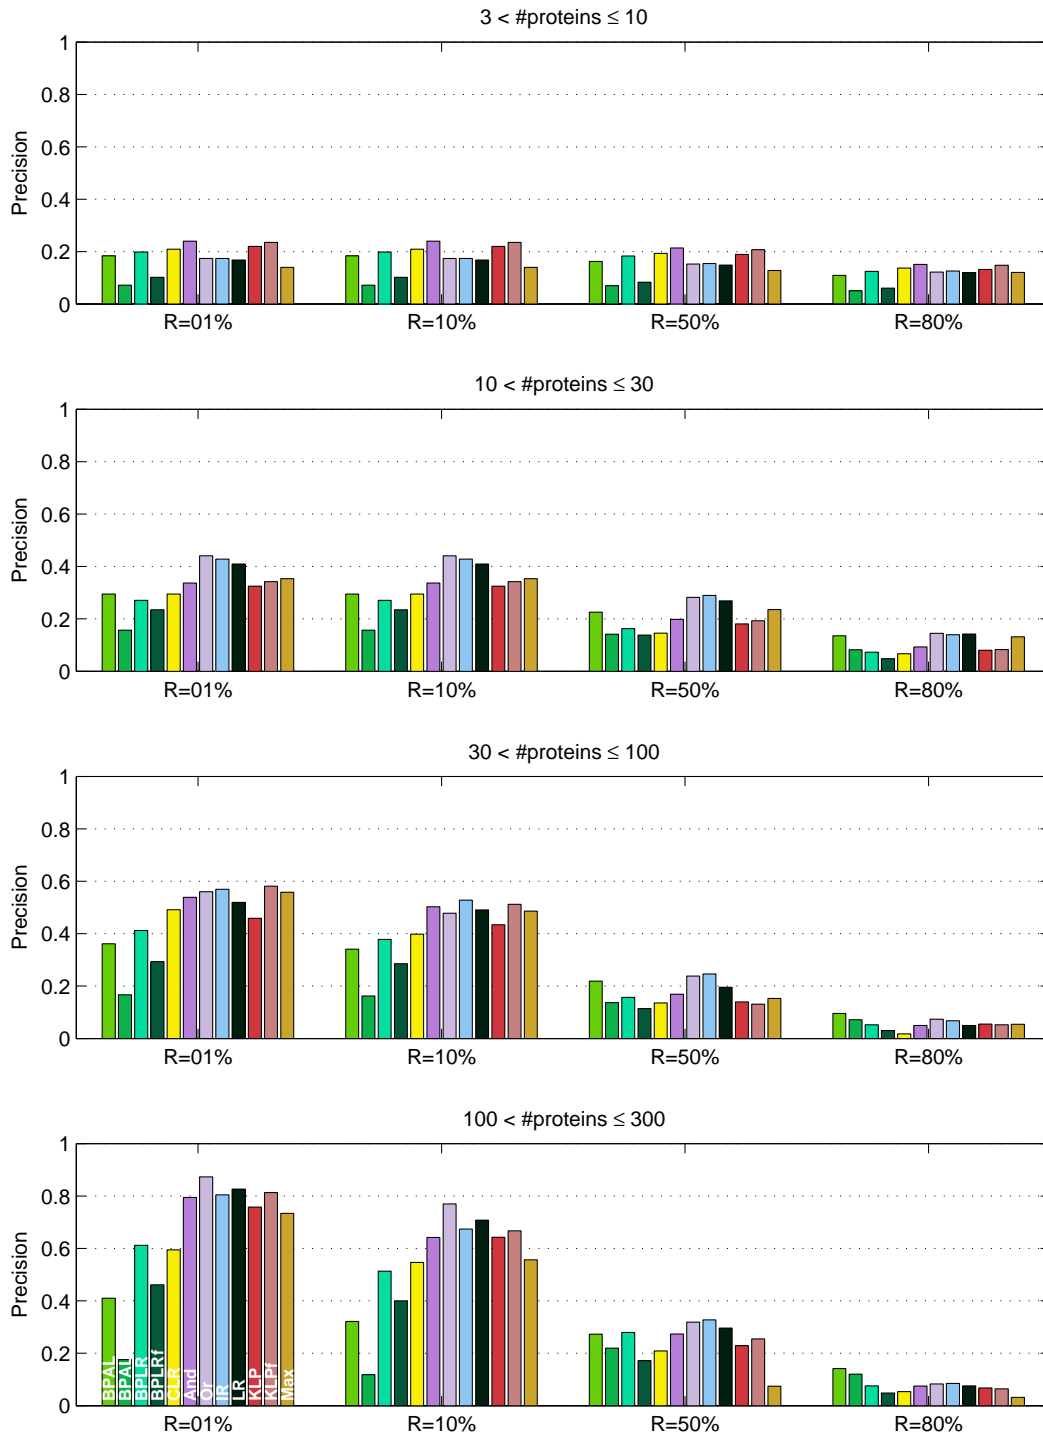 3 < #proteins ≤ 10
1
0.8
0.6
0.4
0.2
0
Precision
R=01% R=10% R=50% R=80%
10 < #proteins ≤ 30
1
0.8
0.6
0.4
0.2
0
Precision
R=01% R=10% R=50% R=80%
30 < #proteins ≤ 100
1
0.8
0.6
0.4
0.2
0
Precision
R=01% R=10% R=50% R=80%
100 < #proteins ≤ 300
1
0.8
0.6
0.4
0.2
0
Precision
BPAL
BPAL
BPLR
BPLRf
CLR
And
Or
IR
LR
KLP
KLPf
Max
R=01% R=10% R=50% R=80%